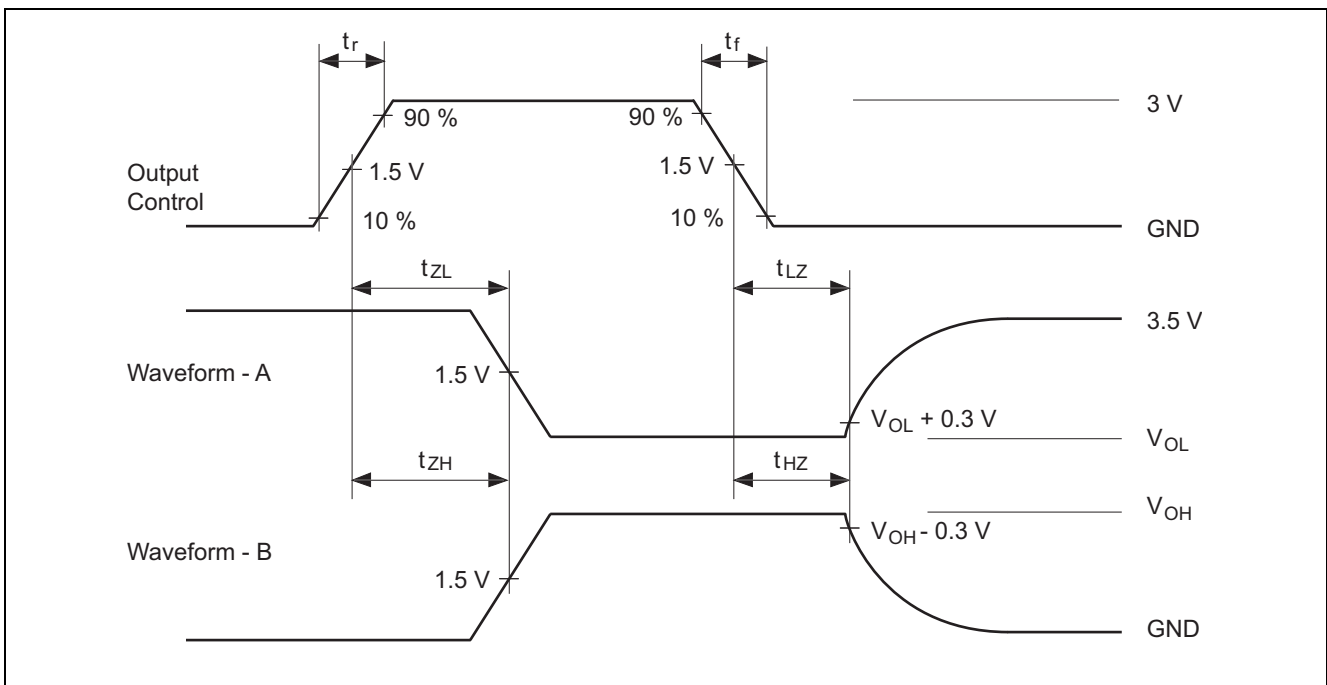 tr
tf
90 %
90 %
3 V
1.5 V
1.5 V
Output
Control
10 %
10 %
GND
tZL
tLZ
3.5 V
Waveform - A
1.5 V
VOL + 0.3 V
VOL
tZH
tHZ
VOH
VOH - 0.3 V
Waveform - B
1.5 V
GND